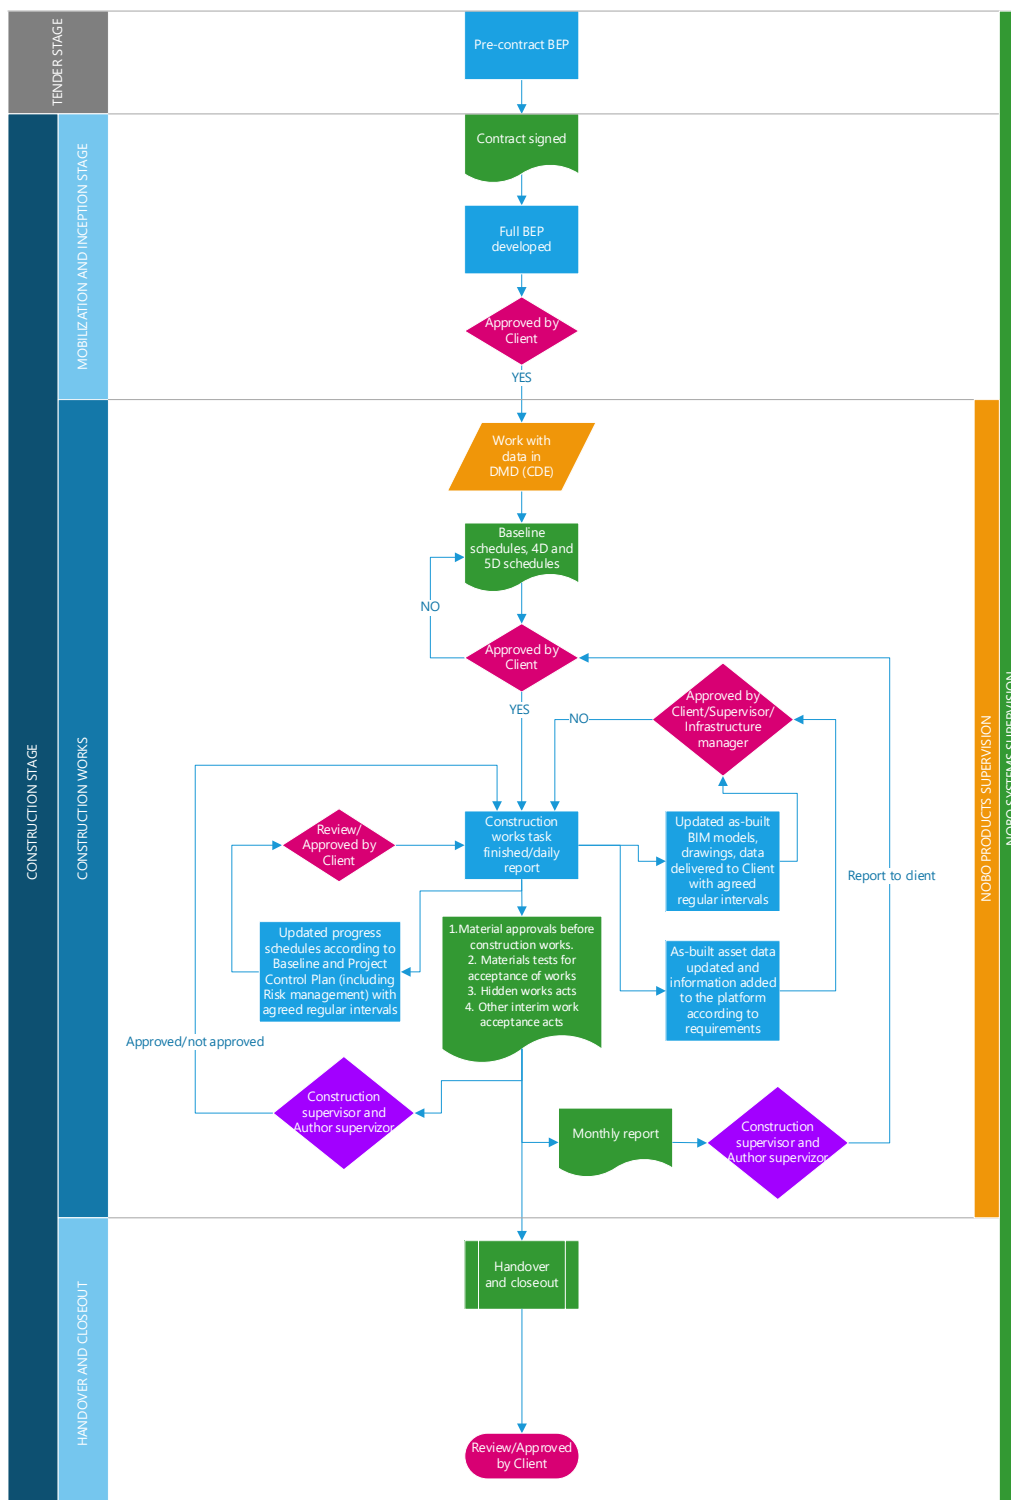 TENDER STAGE
Pre-contract BEP
CONSTRUCTION STAGE
MOBILIZATION AND INCEPTION STAGE
Contract signed
Full BEP
developed
Approved by
Client
YES
CONSTRUCTION WORKS
NOBO PRODUCTS SUPERVISION
NOBO SYSTEMS SUPERVISION
Work with
data in
DMD (CDE)
Baseline
schedules, 4D and
5D schedules
NO
Approved by
Client
YES
Approved by
Client/Supervisor/
Infrastructure
manager
NO
Review/
Approved by
Client
Construction
works task
finished/daily
report
Updated as-built
BIM models,
drawings, data
delivered to Client
with agreed
regular intervals
Report to client
Updated progress
schedules according to
Baseline and Project
Control Plan (including
Risk management) with
agreed regular intervals
1.Material approvals before
construction works.
2. Materials tests for
acceptance of works
3. Hidden works acts
4. Other interim work
acceptance acts
As-built asset data
updated and
information added
to the platform
according to
requirements
Approved/not approved
Construction
supervisor and
Author supervizor
Monthly report
Construction
supervisor and
Author supervizor
HANDOVER AND CLOSEOUT
Handover
and closeout
Review/Approved
by Client